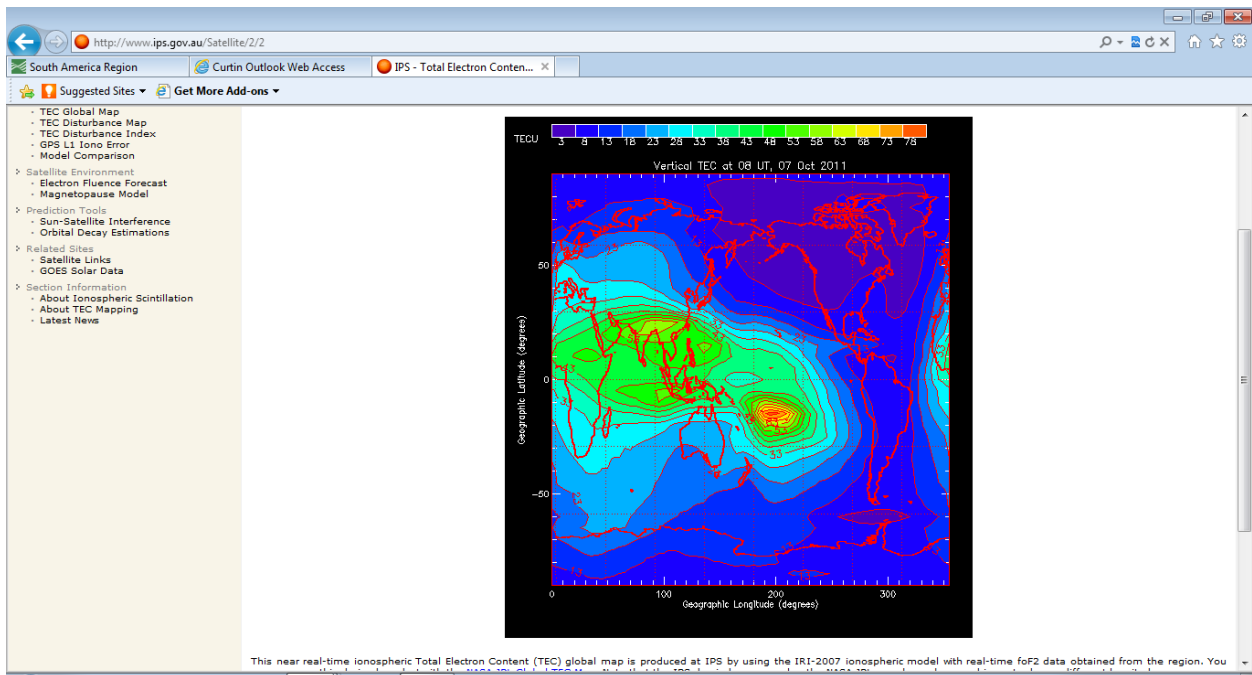 http://www.ips.gov.au/Satellite/2/2
South America Region
Curtin Outlook Web Access
IPS - Total Electron Conten...
Suggested Sites
Get More Add-ons
TEC Global Map
TEC Disturbance Map
TEC Disturbance Index
GPS L1 Iono Error
Model Comparison
Satellite Environment
Electron Fluence Forecast
Magnetopause Model
Prediction Tools
Sun-Satellite Interference
Orbital Decay Estimations
Related Sites
Satellite Links
GOES Solar Data
Section Information
About Ionospheric Scintillation
About TEC Mapping
Latest News
TECU 3 8 13 18 23 28 33 38 43 48 53 58 63 68 73 78
Vertical TEC at 08 UT, 07 Oct 2011
50
0
-50
Geographic Latitude (degrees)
33
0 100 200 300
Geographic Longitude (degrees)
This near real-time ionospheric Total Electron Content (TEC) global map is produced at IPS by using the IRI-2007 ionospheric model with real-time foF2 data obtained from the region. You